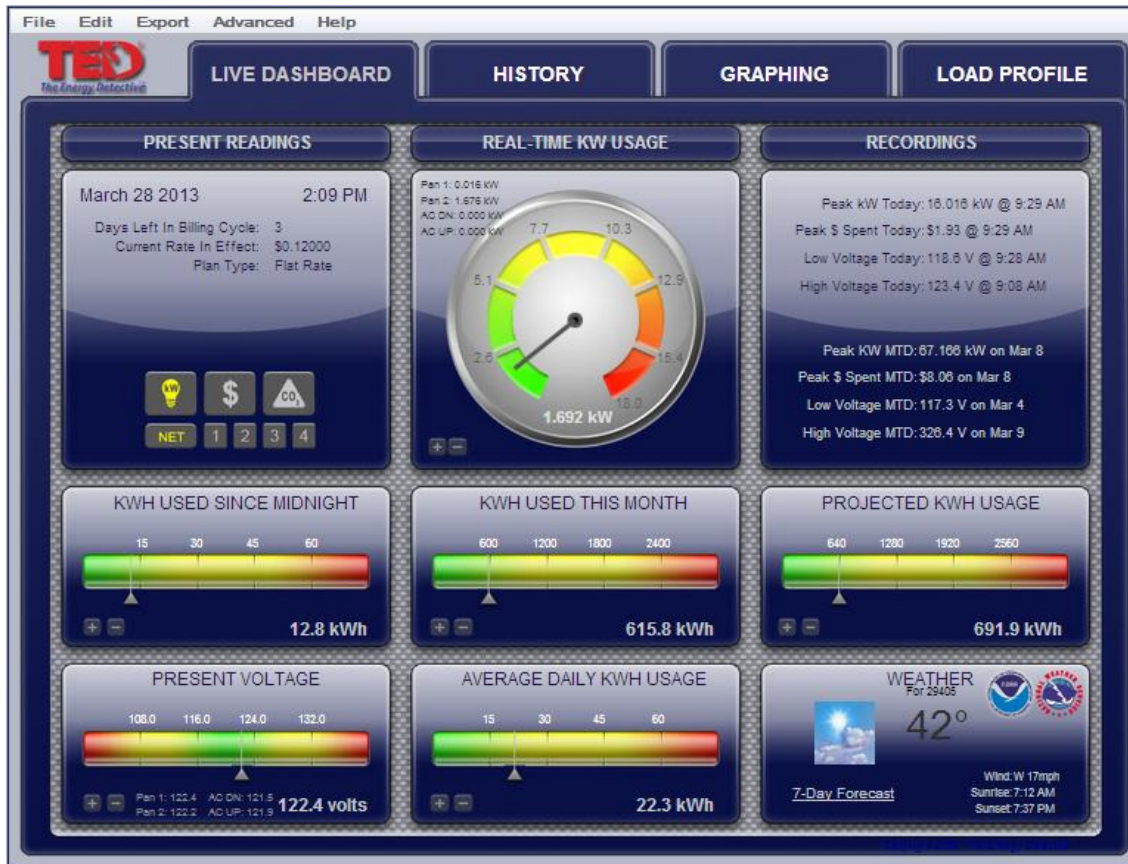 File Edit Export Advanced Help
TED
The Energy Detective
LIVE DASHBOARD
HISTORY
GRAPHING
LOAD PROFILE
PRESENT READINGS
March 28 2013 2:09 PM
Days Left In Billing Cycle: 3
Current Rate In Effect: $0.12000
Plan Type: Flat Rate
kW $ CO2
NET 1 2 3 4
REAL-TIME KW USAGE
Pan 1: 0.016 kW
Pan 2: 1.676 kW
AC DN: 0.000 kW
AC UP: 0.000 kW
7.7 10.3
5.1 12.9
2.6 15.4
18.0
1.692 kW
+ −
RECORDINGS
Peak kW Today: 16.016 kW @ 9:29 AM
Peak $ Spent Today: $1.93 @ 9:29 AM
Low Voltage Today: 118.6 V @ 9:28 AM
High Voltage Today: 123.4 V @ 9:08 AM
Peak KW MTD: 67.166 kW on Mar 8
Peak $ Spent MTD: $8.06 on Mar 8
Low Voltage MTD: 117.3 V on Mar 4
High Voltage MTD: 326.4 V on Mar 9
KWH USED SINCE MIDNIGHT
15 30 45 60
+ − 12.8 kWh
KWH USED THIS MONTH
600 1200 1800 2400
+ − 615.8 kWh
PROJECTED KWH USAGE
640 1280 1920 2560
+ − 691.9 kWh
PRESENT VOLTAGE
108.0 116.0 124.0 132.0
Pan 1: 122.4 AC DN: 121.5
Pan 2: 122.2 AC UP: 121.9
+ − 122.4 volts
AVERAGE DAILY KWH USAGE
15 30 45 60
+ − 22.3 kWh
WEATHER
For 29405
42°
Wind: W 17mph
Sunrise: 7:12 AM
Sunset: 7:37 PM
7-Day Forecast